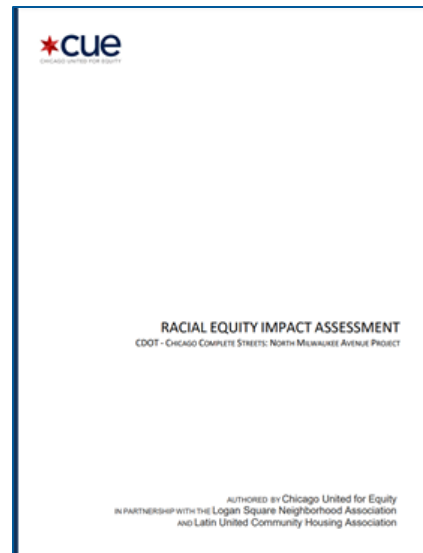 cue
CHICAGO UNITED FOR EQUITY
RACIAL EQUITY IMPACT ASSESSMENT
CDOT - CHICAGO COMPLETE STREETS: NORTH MILWAUKEE AVENUE PROJECT
AUTHORED BY Chicago United for Equity
IN PARTNERSHIP WITH THE Logan Square Neighborhood Association
AND Latin United Community Housing Association